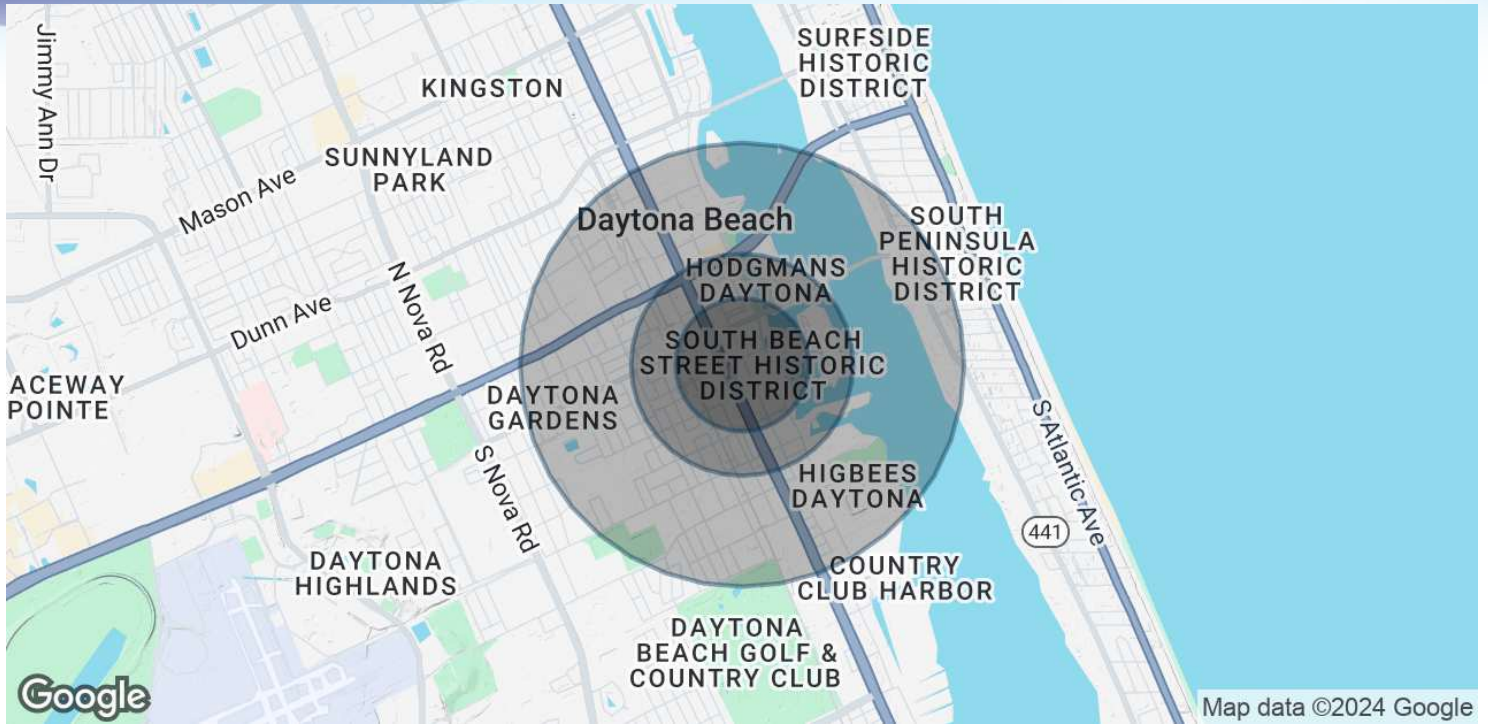 Jimmy Ann Dr
KINGSTON
SURFSIDE
HISTORIC
DISTRICT
SUNNYLAND
PARK
Mason Ave
Daytona Beach
SOUTH
PENINSULA
HISTORIC
DISTRICT
N Nova Rd
HODGMANS
DAYTONA
Dunn Ave
SOUTH BEACH
STREET HISTORIC
DISTRICT
ACEWAY
POINTE
DAYTONA
GARDENS
S Atlantic Ave
S Nova Rd
HIGBEES
DAYTONA
441
DAYTONA
HIGHLANDS
COUNTRY
CLUB HARBOR
DAYTONA
BEACH GOLF &
COUNTRY CLUB
Google
Map data ©2024 Google